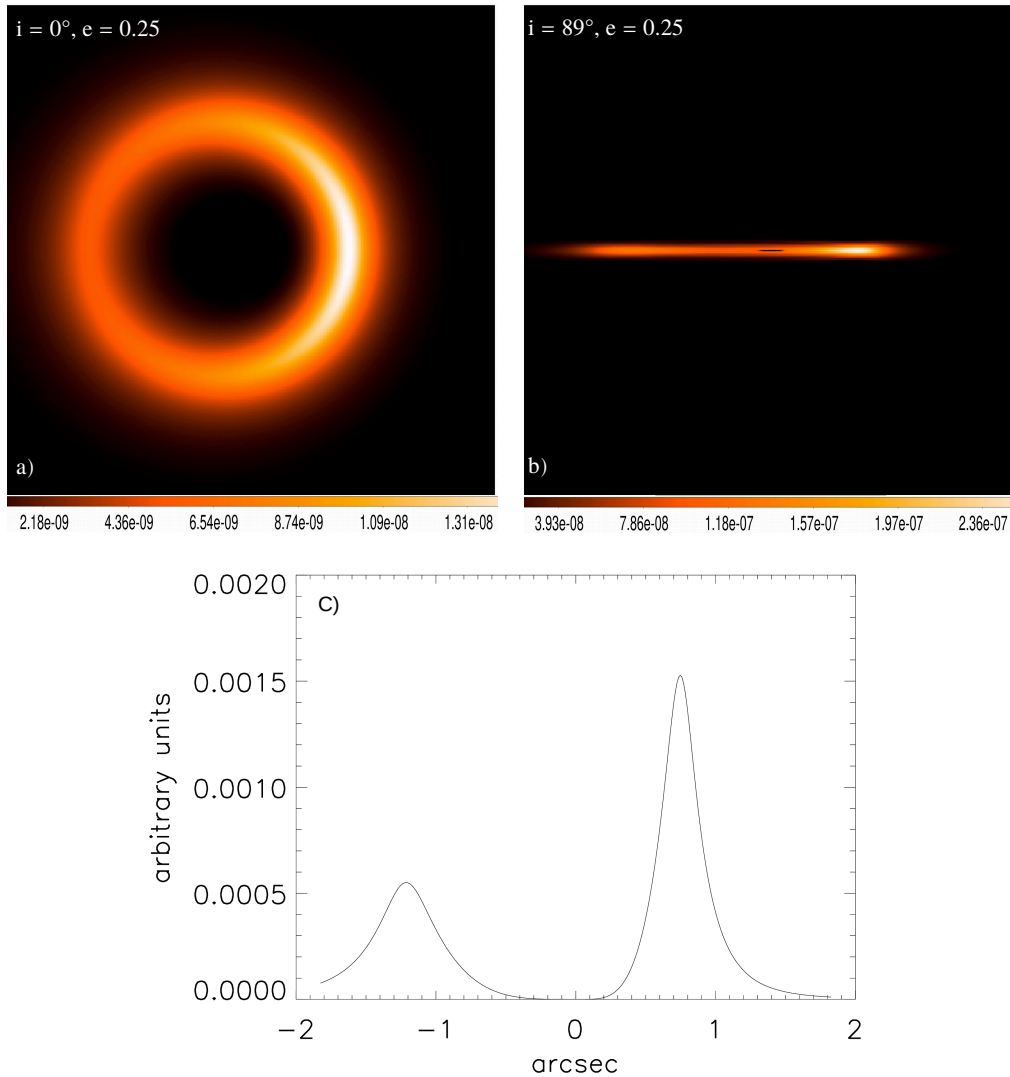 i = 0°, e = 0.25
a)
2.18e-09 4.36e-09 6.54e-09 8.74e-09 1.09e-08 1.31e-08
i = 89°, e = 0.25
b)
3.93e-08 7.86e-08 1.18e-07 1.57e-07 1.97e-07 2.36e-07
C)
0.0020
0.0015
0.0010
0.0005
0.0000
arbitrary units
-2 -1 0 1 2
arcsec